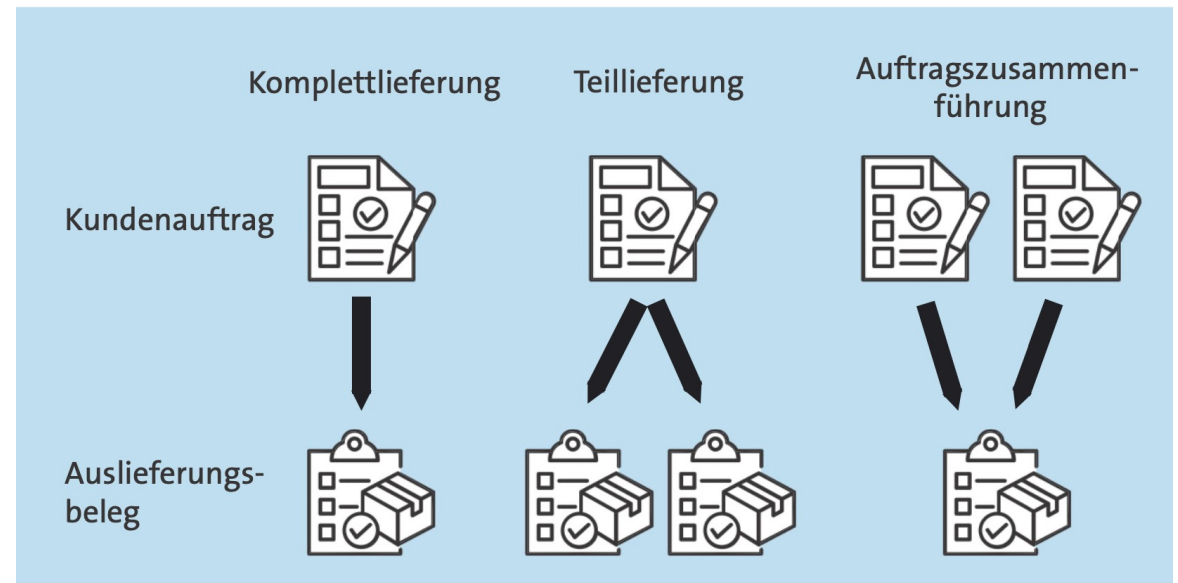 Komplettlieferung
Teillieferung
Auftragszusammen-
führung
Kundenauftrag
Auslieferungs-
beleg